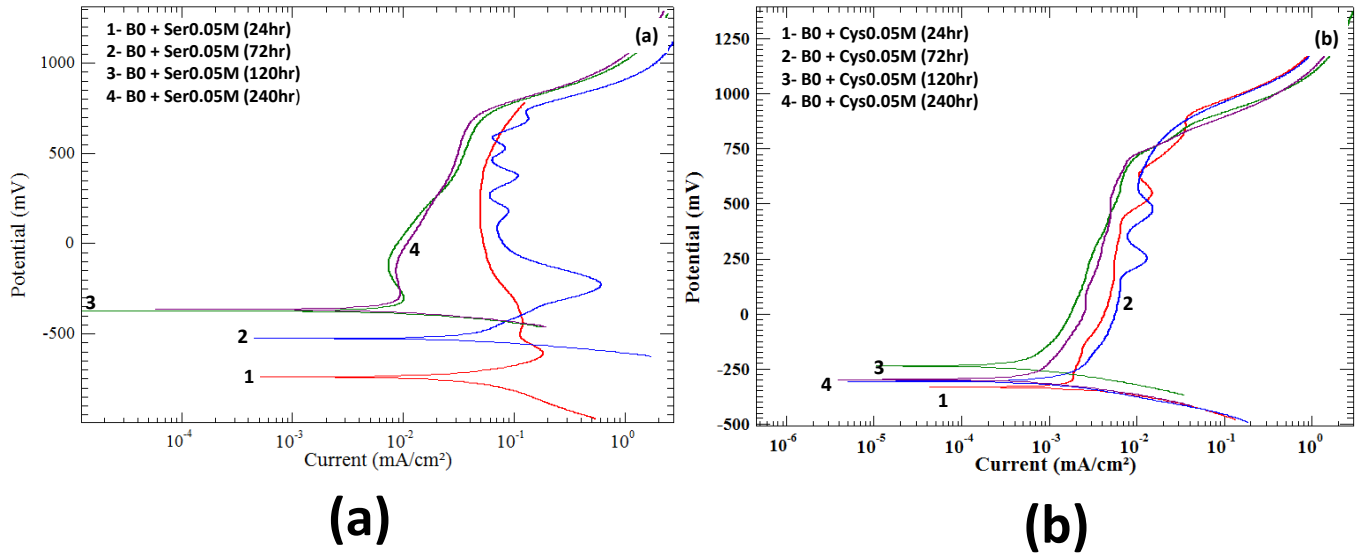 1- B0 + Ser0.05M (24hr)
2- B0 + Ser0.05M (72hr)
3- B0 + Ser0.05M (120hr)
4- B0 + Ser0.05M (240hr)
(a)
1000
500
0
-500
Potential (mV)
4
3
2
1
10⁻⁴
10⁻³
10⁻²
10⁻¹
10⁰
Current (mA/cm²)
(a)
1- B0 + Cys0.05M (24hr)
2- B0 + Cys0.05M (72hr)
3- B0 + Cys0.05M (120hr)
4- B0 + Cys0.05M (240hr)
(b)
1250
1000
750
500
250
0
-250
-500
Potential (mV)
2
3
4
1
10⁻⁶
10⁻⁵
10⁻⁴
10⁻³
10⁻²
10⁻¹
10⁰
Current (mA/cm²)
(b)